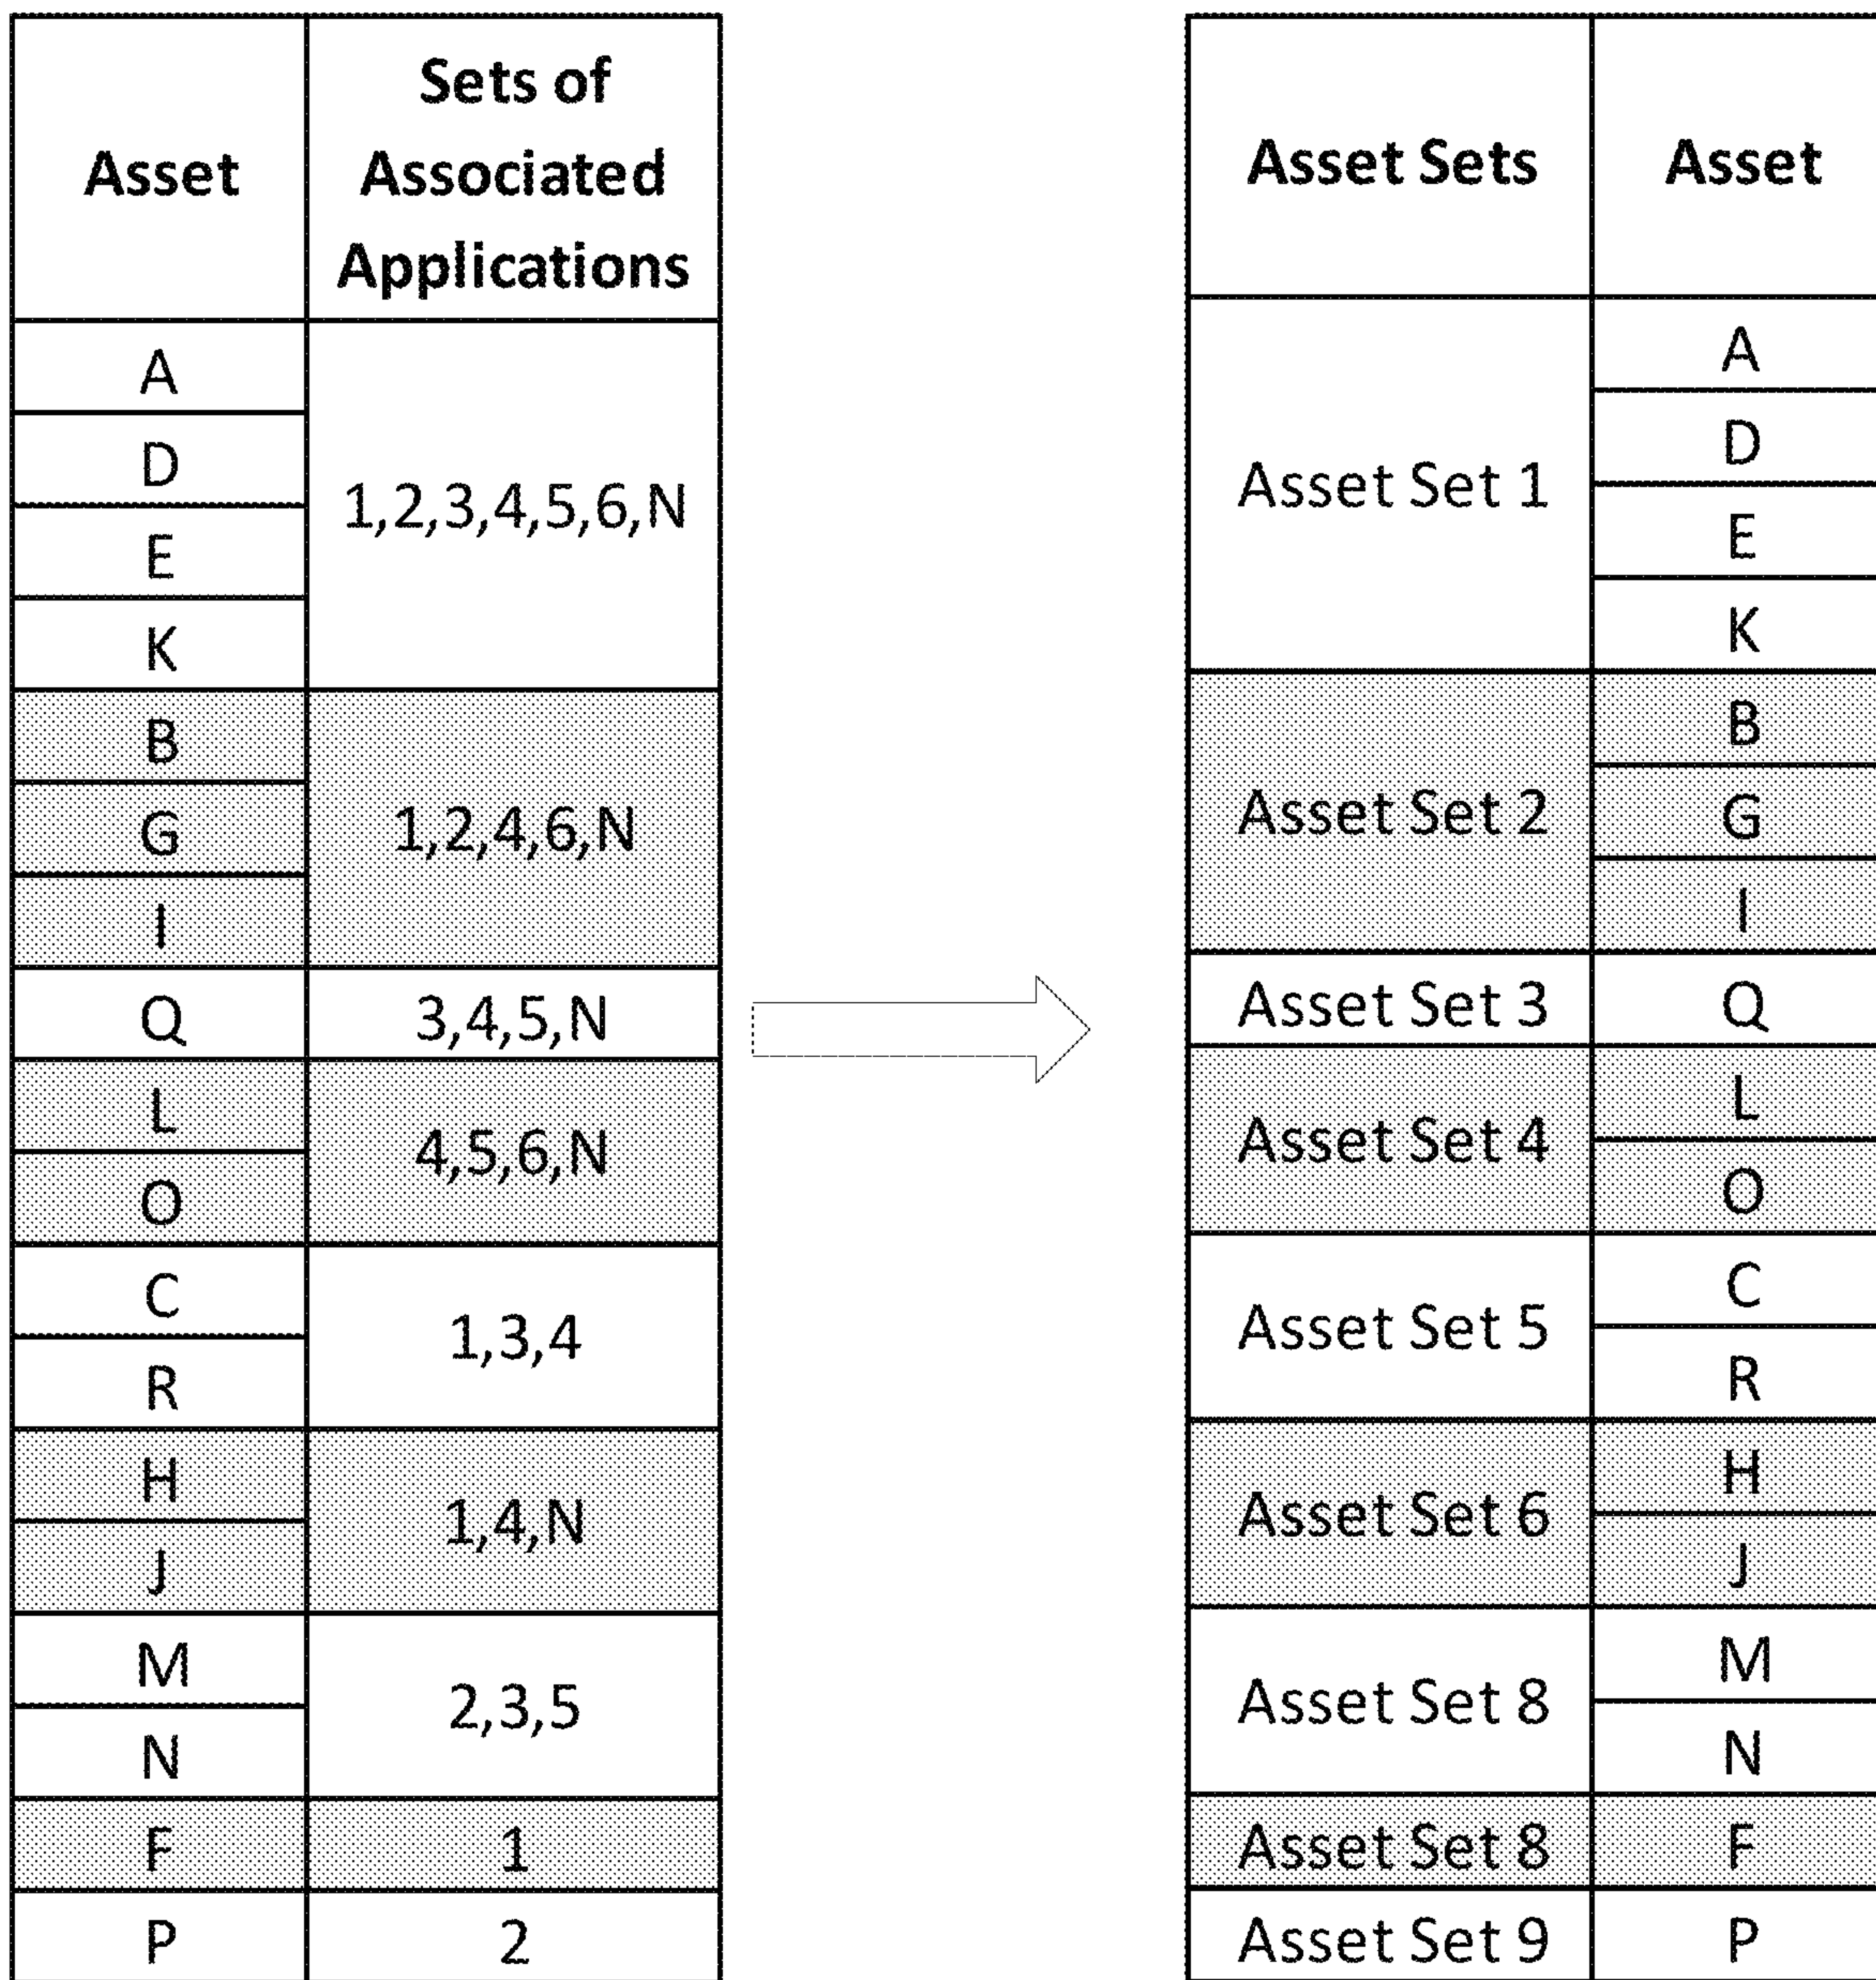 Asset
Sets of
Associated
Applications
A
D
E
K
1,2,3,4,5,6,N
B
G
I
1,2,4,6,N
Q
3,4,5,N
L
O
4,5,6,N
C
R
1,3,4
H
J
1,4,N
M
N
2,3,5
F
1
P
2
Asset Sets
Asset
Asset Set 1
A
D
E
K
Asset Set 2
B
G
I
Asset Set 3
Q
Asset Set 4
L
O
Asset Set 5
C
R
Asset Set 6
H
J
Asset Set 8
M
N
Asset Set 8
F
Asset Set 9
P